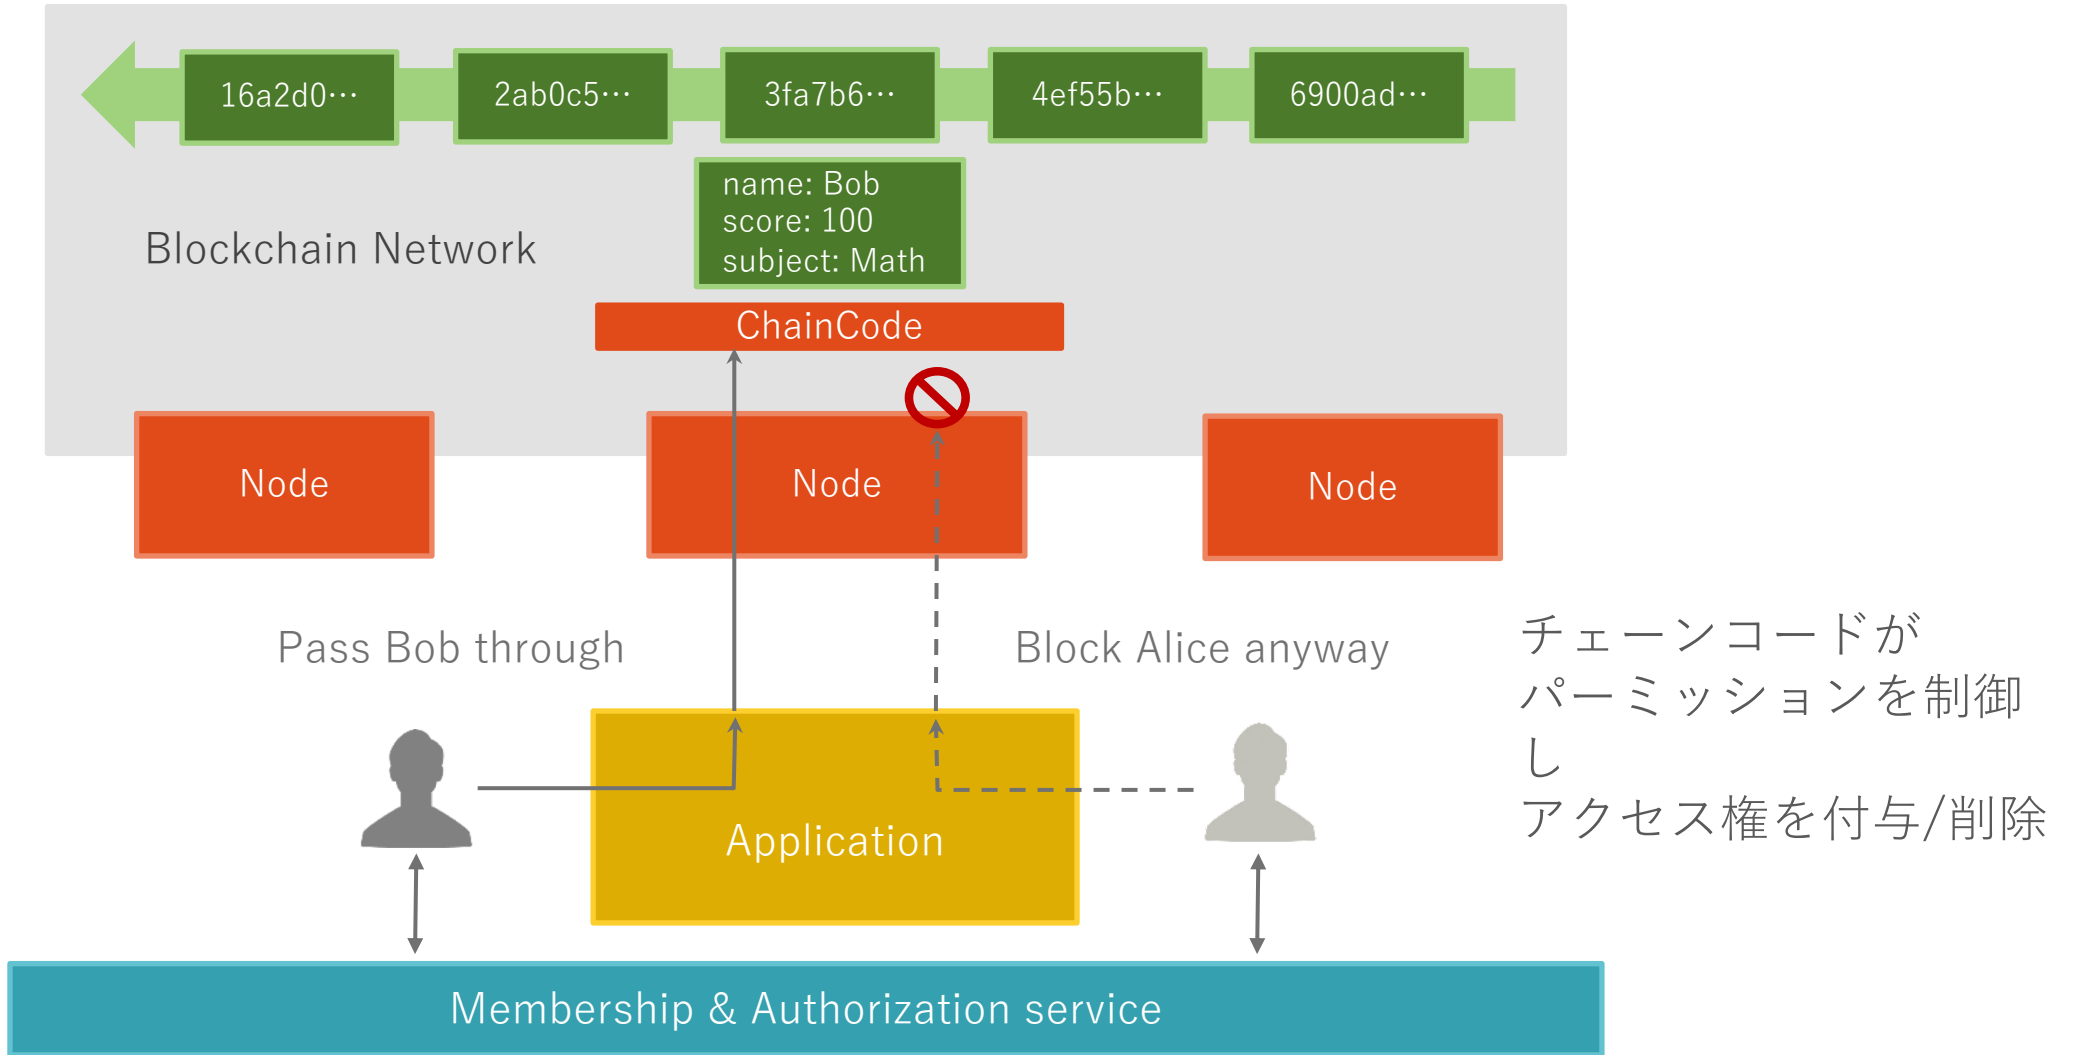 16a2d0…
2ab0c5…
3fa7b6…
4ef55b…
6900ad…
name: Bob
score: 100
subject: Math
Blockchain Network
ChainCode
Node
Node
Node
Pass Bob through
Block Alice anyway
チェーンコードが
パーミッションを制御
し
アクセス権を付与/削除
Application
Membership & Authorization service